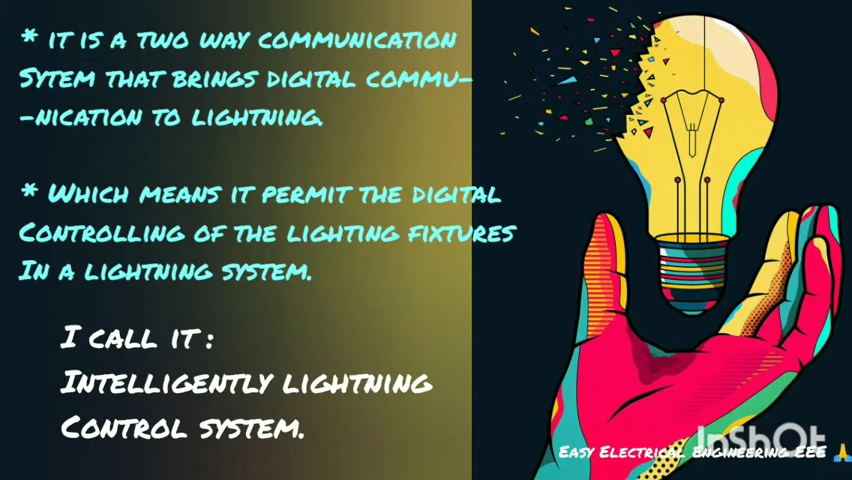 * it is a two way communication
Sytem that brings digital commu-
-nication to lightning.
* Which means it permit the digital
Controlling of the lighting fixtures
In a lightning system.
I call it :
Intelligently lightning
Control system.
InShOt
Easy Electrical Engineering EEE 🙏